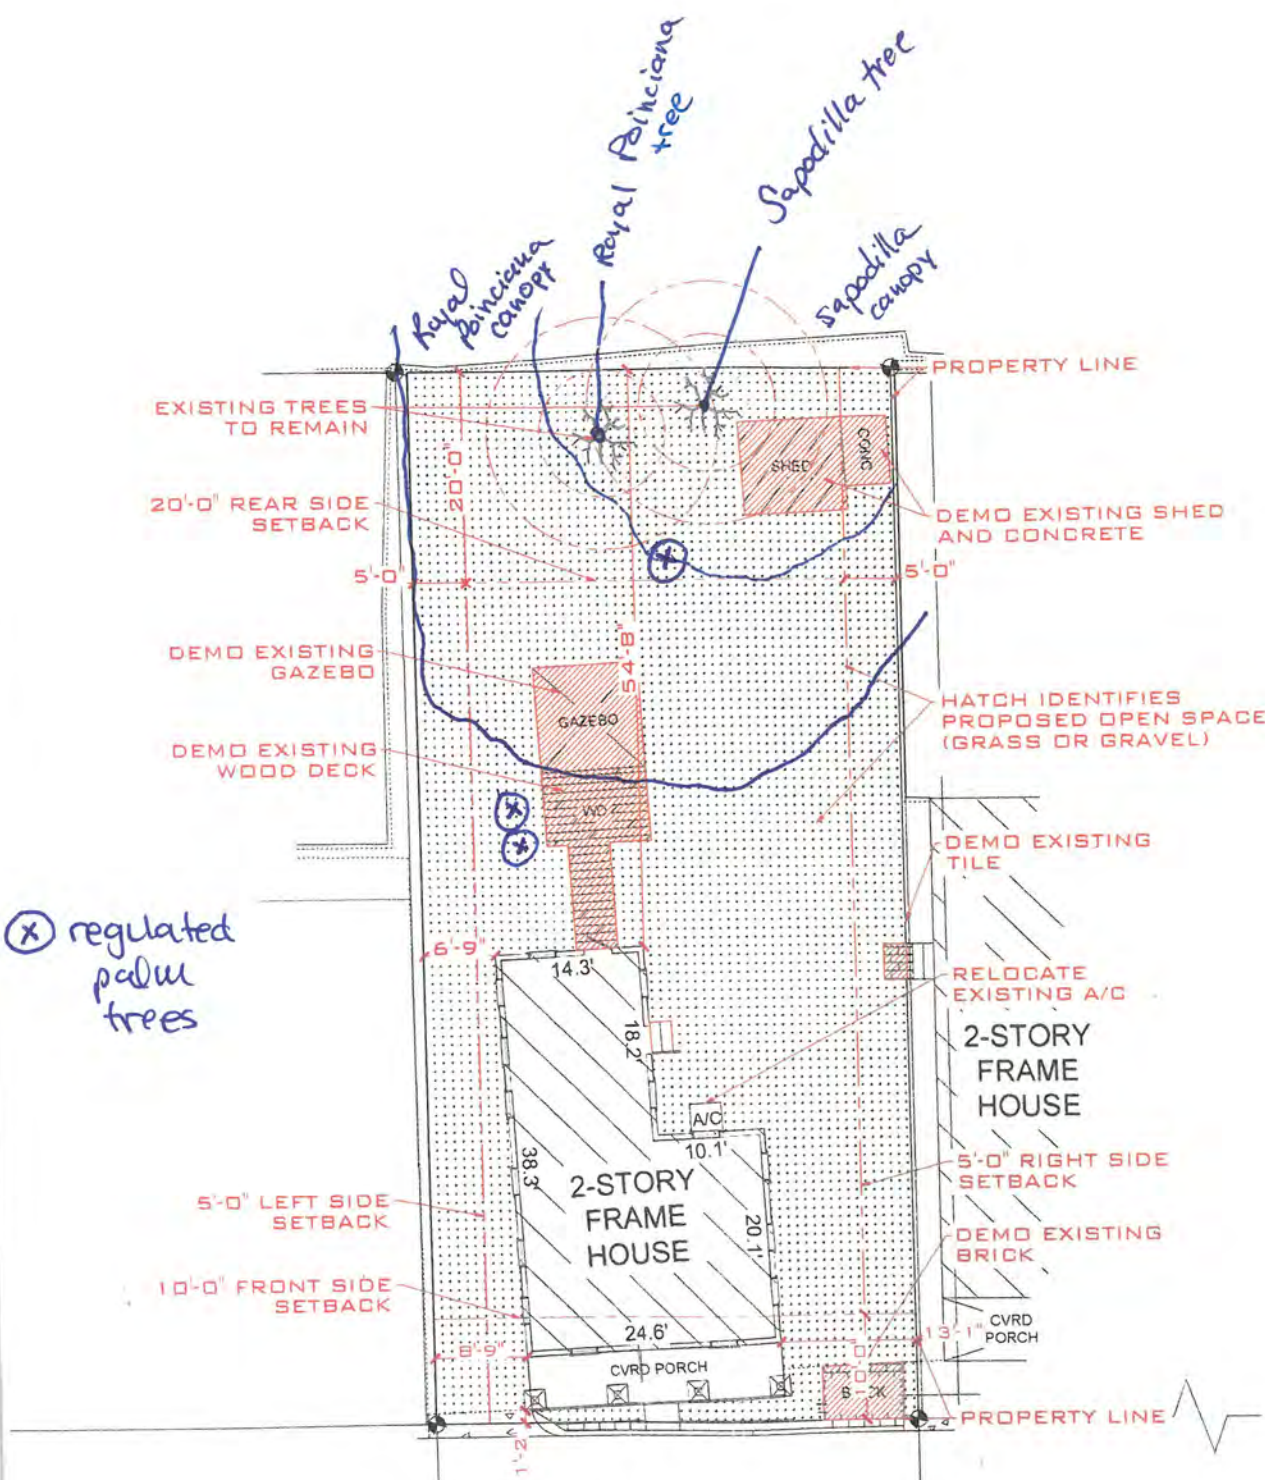 Royal Poinciana
tree
Sapodilla tree
Royal
Poinciana
canopy
sapodilla
canopy
PROPERTY LINE
EXISTING TREES
TO REMAIN
20'-0"
SHED
CONC
20'-0" REAR SIDE
SETBACK
DEMO EXISTING SHED
AND CONCRETE
5'-0"
5'-0"
54'-8"
DEMO EXISTING
GAZEBO
GAZEBO
HATCH IDENTIFIES
PROPOSED OPEN SPACE
(GRASS OR GRAVEL)
DEMO EXISTING
WOOD DECK
WD
DEMO EXISTING
TILE
x regulated
palm
trees
6'-9"
14.3'
RELOCATE
EXISTING A/C
18.2'
2-STORY
FRAME
HOUSE
A/C
10.1'
38.3'
2-STORY
FRAME
HOUSE
20.1'
5'-0" RIGHT SIDE
SETBACK
5'-0" LEFT SIDE
SETBACK
DEMO EXISTING
BRICK
10'-0" FRONT SIDE
SETBACK
24.6'
13'-1"
CVRD
PORCH
8'-9"
CVRD PORCH
PROPERTY LINE